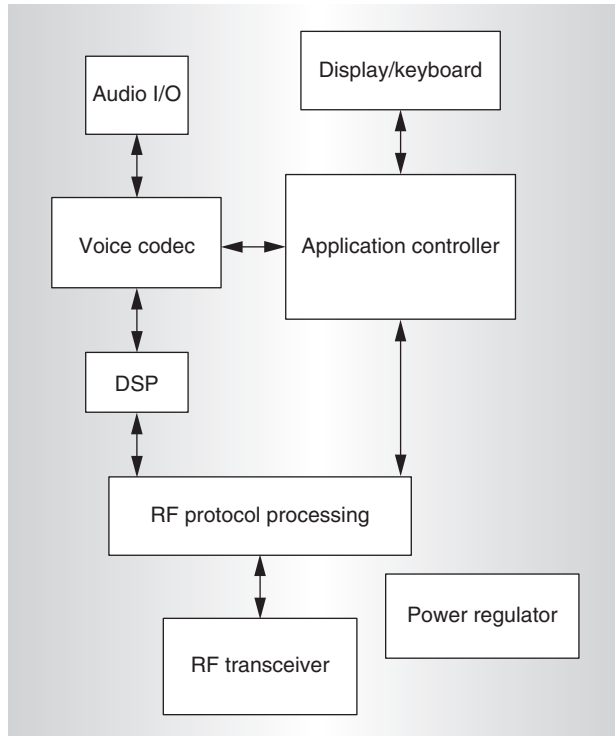 Audio I/O
Display/keyboard
Voice codec
Application controller
DSP
RF protocol processing
Power regulator
RF transceiver